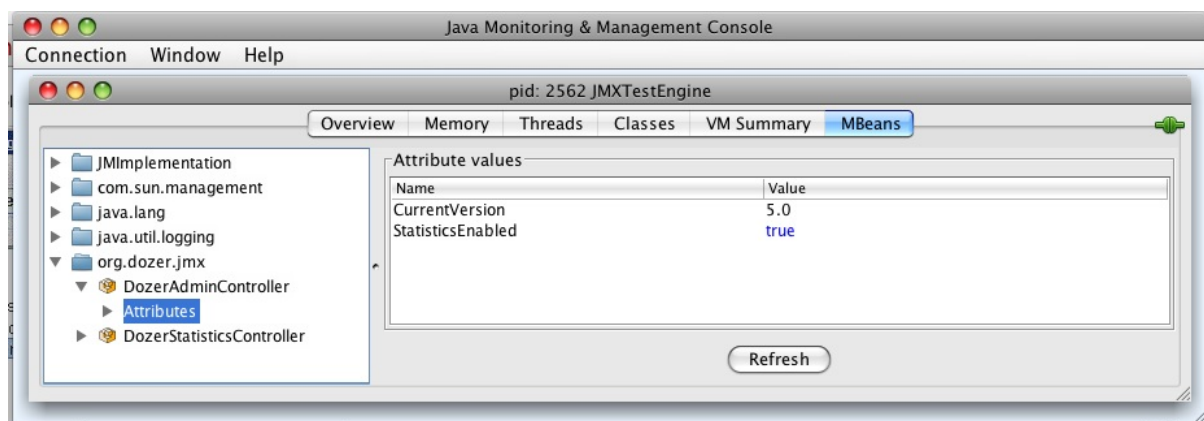 Java Monitoring & Management Console
Connection Window Help
pid: 2562 JMXTestEngine
Overview Memory Threads Classes VM Summary MBeans
JMImplementation
com.sun.management
java.lang
java.util.logging
org.dozer.jmx
DozerAdminController
Attributes
DozerStatisticsController
Attribute values
Name Value
CurrentVersion 5.0
StatisticsEnabled true
Refresh